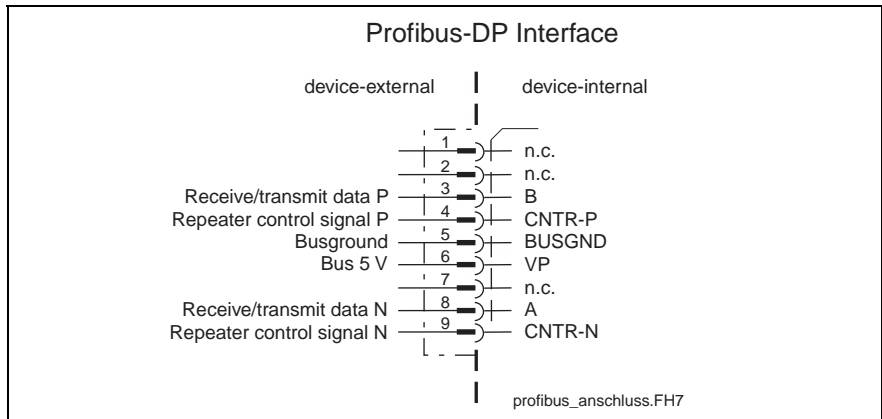 Profibus-DP Interface
device-external device-internal
1 n.c.
2 n.c.
Receive/transmit data P 3 B
Repeater control signal P 4 CNTR-P
Busground 5 BUSGND
Bus 5 V 6 VP
7 n.c.
Receive/transmit data N 8 A
Repeater control signal N 9 CNTR-N
profibus_anschluss.FH7